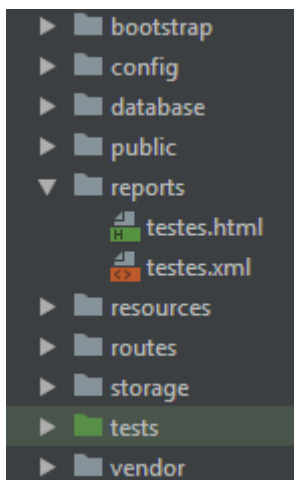 bootstrap
config
database
public
reports
testes.html
testes.xml
resources
routes
storage
tests
vendor